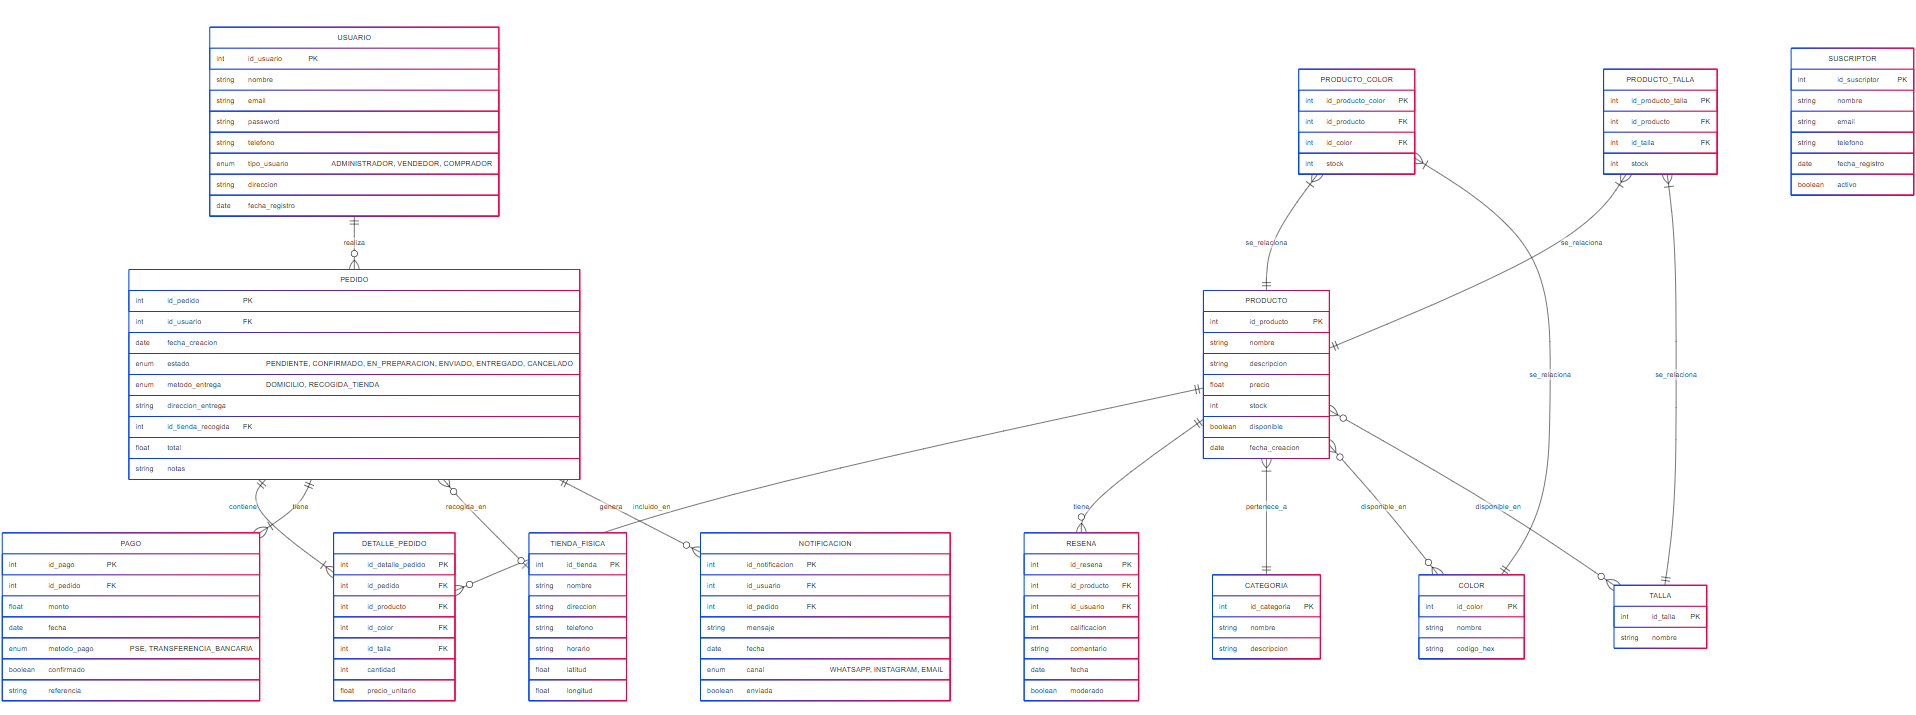 USUARIO
int id_usuario PK
string nombre
string email
string password
string telefono
enum tipo_usuario ADMINISTRADOR, VENDEDOR, COMPRADOR
string direccion
date fecha_registro
PRODUCTO_COLOR
int id_producto_color PK
int id_producto FK
int id_color FK
int stock
PRODUCTO_TALLA
int id_producto_talla PK
int id_producto FK
int id_talla FK
int stock
SUSCRIPTOR
int id_suscriptor PK
string nombre
string email
string telefono
date fecha_registro
boolean activo
realiza
se_relaciona
se_relaciona
PEDIDO
int id_pedido PK
int id_usuario FK
date fecha_creacion
enum estado PENDIENTE, CONFIRMADO, EN_PREPARACION, ENVIADO, ENTREGADO, CANCELADO
enum metodo_entrega DOMICILIO, RECOGIDA_TIENDA
string direccion_entrega
int id_tienda_recogida FK
float total
string notas
PRODUCTO
int id_producto PK
string nombre
string descripcion
float precio
int stock
boolean disponible
date fecha_creacion
se_relaciona
se_relaciona
contiene
tiene
recogida_en
genera
incluido_en
tiene
pertenece_a
disponible_en
disponible_en
PAGO
int id_pago PK
int id_pedido FK
float monto
date fecha
enum metodo_pago PSE, TRANSFERENCIA_BANCARIA
boolean confirmado
string referencia
DETALLE_PEDIDO
int id_detalle_pedido PK
int id_pedido FK
int id_producto FK
int id_color FK
int id_talla FK
int cantidad
float precio_unitario
TIENDA_FISICA
int id_tienda PK
string nombre
string direccion
string telefono
string horario
float latitud
float longitud
NOTIFICACION
int id_notificacion PK
int id_usuario FK
int id_pedido FK
string mensaje
date fecha
enum canal WHATSAPP, INSTAGRAM, EMAIL
boolean enviada
RESENA
int id_resena PK
int id_producto FK
int id_usuario FK
int calificacion
string comentario
date fecha
boolean moderado
CATEGORIA
int id_categoria PK
string nombre
string descripcion
COLOR
int id_color PK
string nombre
string codigo_hex
TALLA
int id_talla PK
string nombre